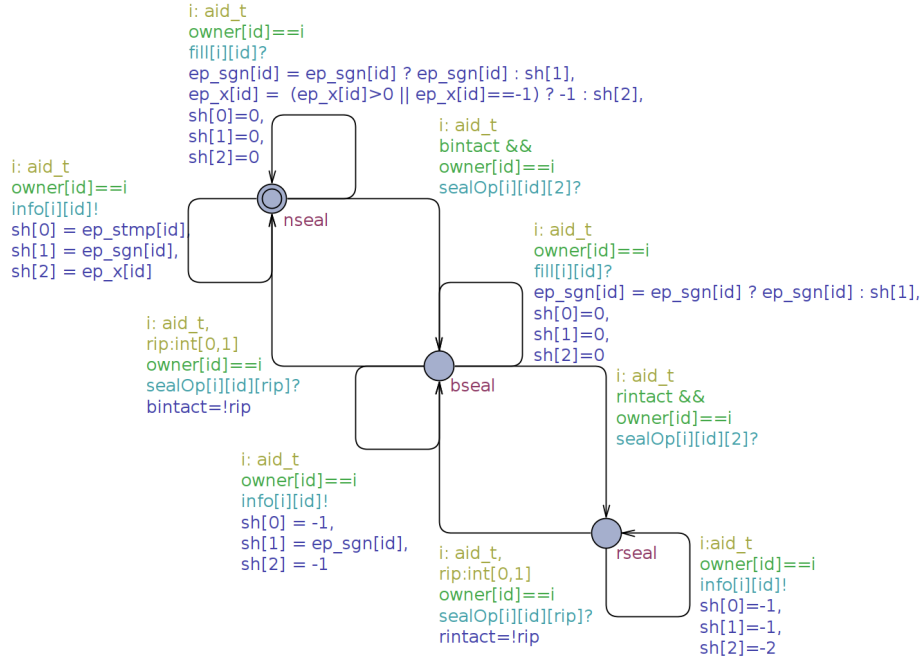 i: aid_t
owner[id]==i
fill[i][id]?
ep_sgn[id] = ep_sgn[id] ? ep_sgn[id] : sh[1],
ep_x[id] =  (ep_x[id]>0 || ep_x[id]==-1) ? -1 : sh[2],
sh[0]=0,
sh[1]=0,
sh[2]=0
i: aid_t
bintact &&
owner[id]==i
sealOp[i][id][2]?
i: aid_t
owner[id]==i
info[i][id]!
sh[0] = ep_stmp[id],
sh[1] = ep_sgn[id],
sh[2] = ep_x[id]
nseal
i: aid_t
owner[id]==i
fill[i][id]?
ep_sgn[id] = ep_sgn[id] ? ep_sgn[id] : sh[1],
sh[0]=0,
sh[1]=0,
sh[2]=0
i: aid_t,
rip:int[0,1]
owner[id]==i
sealOp[i][id][rip]?
bintact=!rip
bseal
i: aid_t
rintact &&
owner[id]==i
sealOp[i][id][2]?
i: aid_t
owner[id]==i
info[i][id]!
sh[0] = -1,
sh[1] = ep_sgn[id],
sh[2] = -1
i: aid_t,
rip:int[0,1]
owner[id]==i
sealOp[i][id][rip]?
rintact=!rip
rseal
i:aid_t
owner[id]==i
info[i][id]!
sh[0]=-1,
sh[1]=-1,
sh[2]=-2